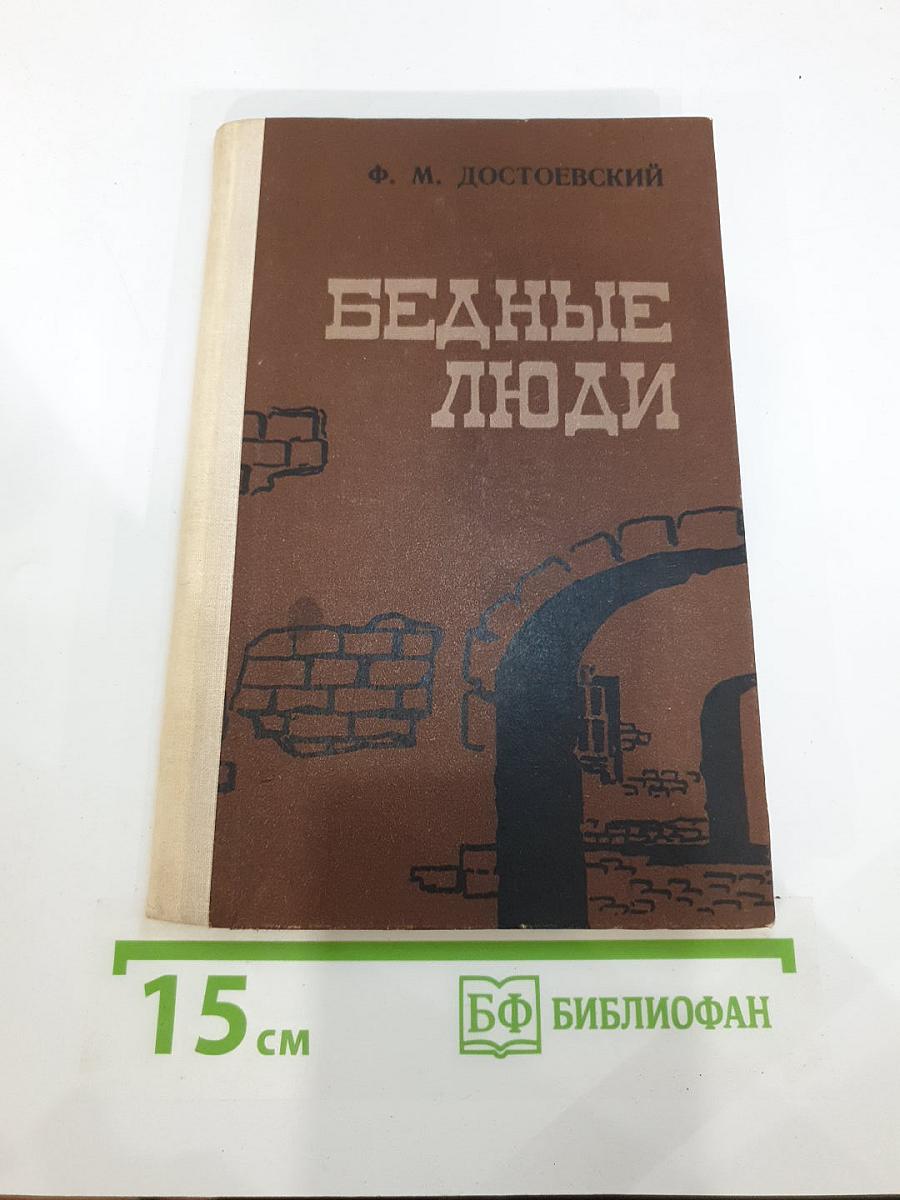 Ф. М. ДОСТОЕВСКИЙ
БЕДНЫЕ
ЛЮДИ
15 см
БФ БИБЛИОФАН